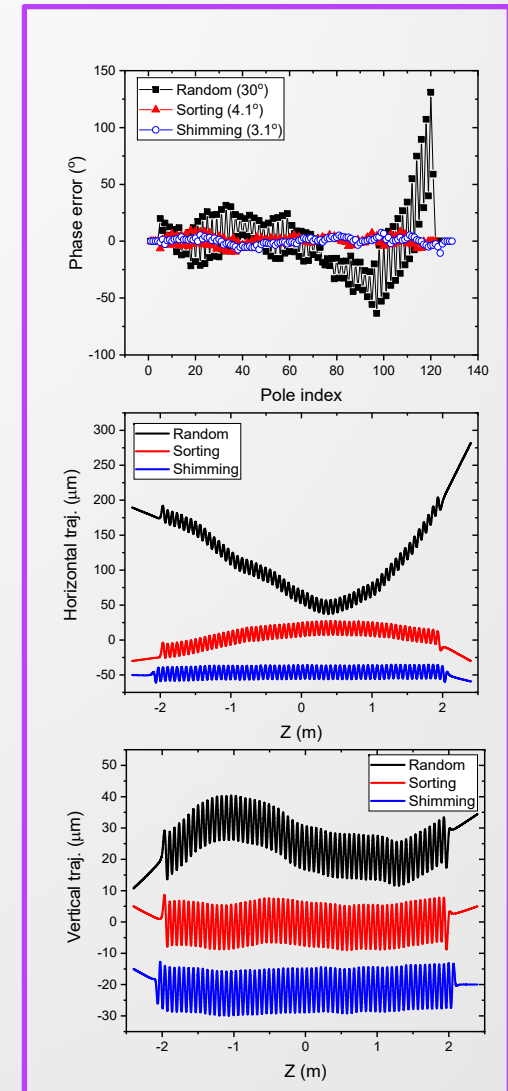 150
100
50
0
-50
-100
Phase error (º)
Random (30º)
Sorting (4.1º)
Shimming (3.1º)
0 20 40 60 80 100 120 140
Pole index
300
250
200
150
100
50
0
-50
Horizontal traj. (μm)
Random
Sorting
Shimming
-2 -1 0 1 2
Z (m)
50
40
30
20
10
0
-10
-20
-30
Vertical traj. (μm)
Random
Sorting
Shimming
-2 -1 0 1 2
Z (m)